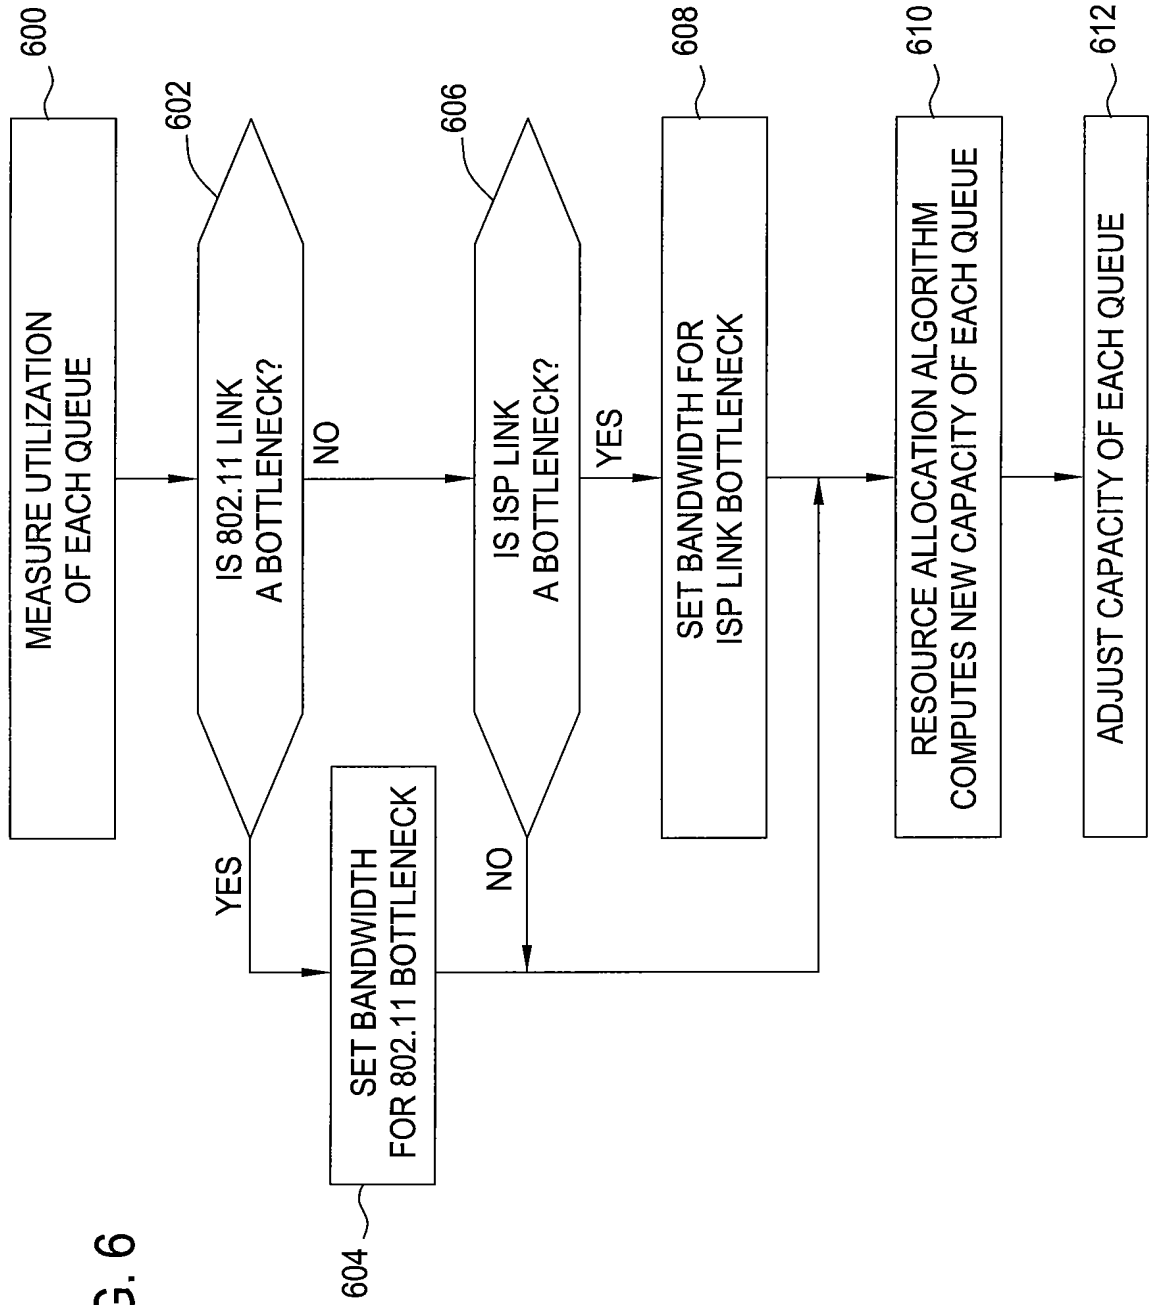 600
MEASURE UTILIZATION
OF EACH QUEUE
602
IS 802.11 LINK
A BOTTLENECK?
YES
NO
SET BANDWIDTH
FOR 802.11 BOTTLENECK
604
606
IS ISP LINK
A BOTTLENECK?
NO
YES
608
SET BANDWIDTH FOR
ISP LINK BOTTLENECK
610
RESOURCE ALLOCATION ALGORITHM
COMPUTES NEW CAPACITY OF EACH QUEUE
612
ADJUST CAPACITY OF EACH QUEUE
G. 6